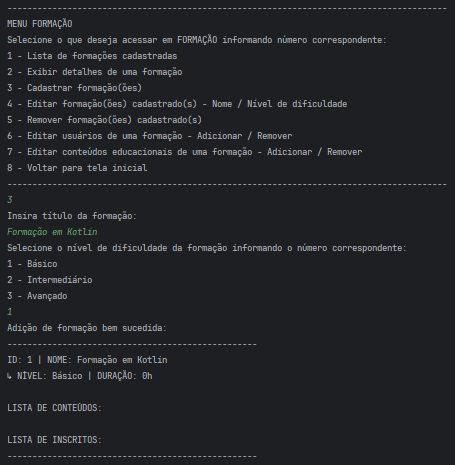 ----------------------------------------------------------------------------------------
MENU FORMAÇÃO
Selecione o que deseja acessar em FORMAÇÃO informando número correspondente:
1 - Lista de formações cadastradas
2 - Exibir detalhes de uma formação
3 - Cadastrar formação(ões)
4 - Editar formação(ões) cadastrado(s) - Nome / Nível de dificuldade
5 - Remover formação(ões) cadastrado(s)
6 - Editar usuários de uma formação - Adicionar / Remover
7 - Editar conteúdos educacionais de uma formação - Adicionar / Remover
8 - Voltar para tela inicial
----------------------------------------------------------------------------------------
3
Insira título da formação:
Formação em Kotlin
Selecione o nível de dificuldade da formação informando o número correspondente:
1 - Básico
2 - Intermediário
3 - Avançado
1
Adição de formação bem sucedida:
--------------------------------------------------
ID: 1 | NOME: Formação em Kotlin
↳ NÍVEL: Básico | DURAÇÃO: 0h
LISTA DE CONTEÚDOS:
LISTA DE INSCRITOS:
--------------------------------------------------